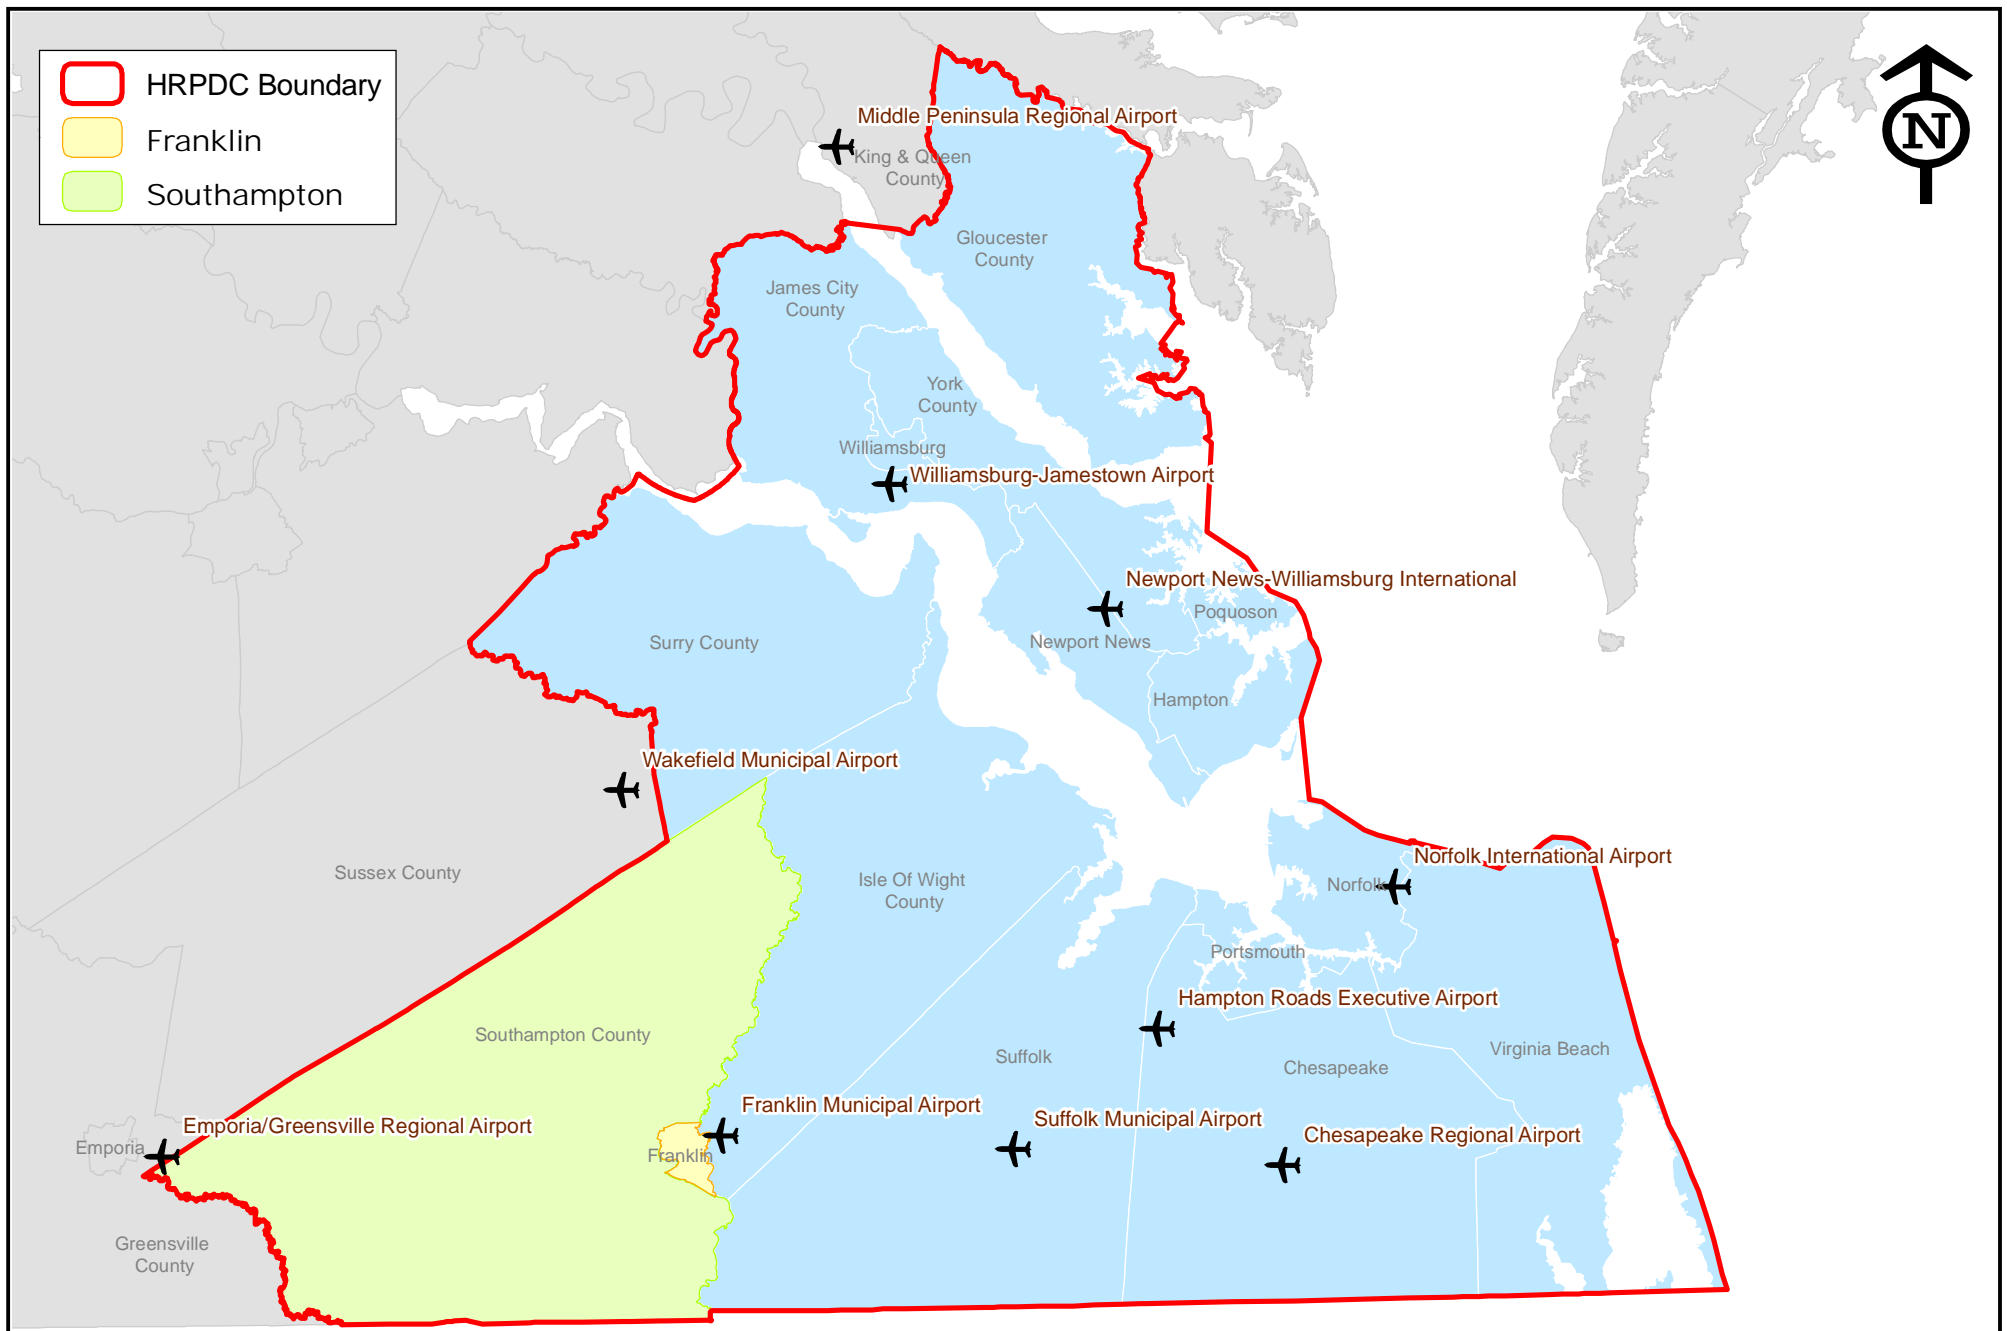 HRPDC Boundary
Franklin
Southampton
N
Middle Peninsula Regional Airport
King & Queen
County
Gloucester
County
James City
County
York
County
Williamsburg
Williamsburg-Jamestown Airport
Newport News-Williamsburg International
Poquoson
Newport News
Surry County
Hampton
Wakefield Municipal Airport
Norfolk International Airport
Norfolk
Sussex County
Isle Of Wight
County
Portsmouth
Hampton Roads Executive Airport
Southampton County
Suffolk
Virginia Beach
Chesapeake
Franklin Municipal Airport
Suffolk Municipal Airport
Emporia/Greensville Regional Airport
Chesapeake Regional Airport
Emporia
Franklin
Greensville
County